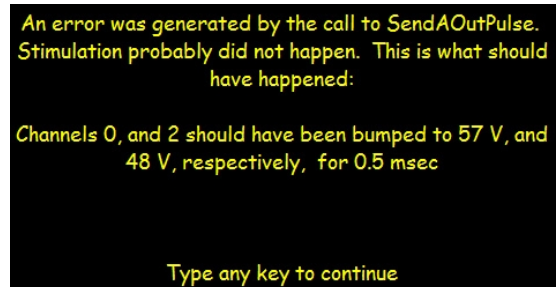 An error was generated by the call to SendAOutPulse.
Stimulation probably did not happen.  This is what should
have happened:
Channels 0, and 2 should have been bumped to 57 V, and
48 V, respectively,  for 0.5 msec
Type any key to continue